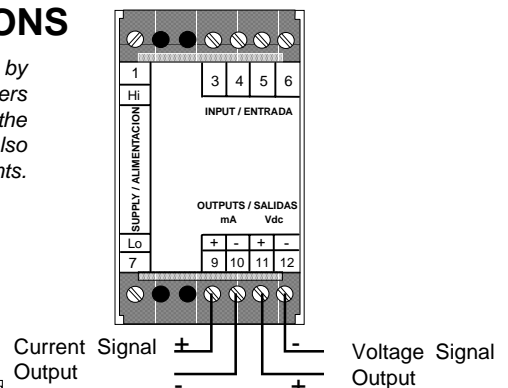 ONS
by
ers
the
lso
nts.
1
Hi
SUPPLY / ALIMENTACION
Lo
7
3 4 5 6
INPUT / ENTRADA
OUTPUTS / SALIDAS
mA Vdc
+ - + -
9 10 11 12
Current Signal +
Output -
- Voltage Signal
+ Output